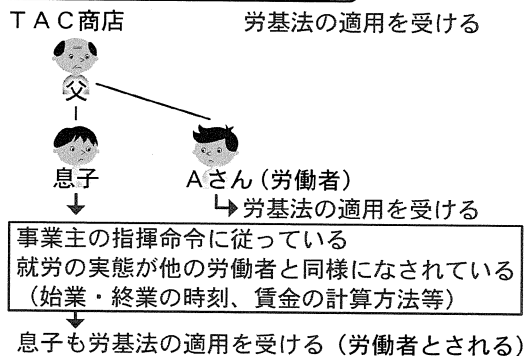 TAC商店
労基法の適用を受ける
父
息子
Aさん(労働者)
労基法の適用を受ける
事業主の指揮命令に従っている
就労の実態が他の労働者と同様になされている
(始業・終業の時刻、賃金の計算方法等)
息子も労基法の適用を受ける(労働者とされる)